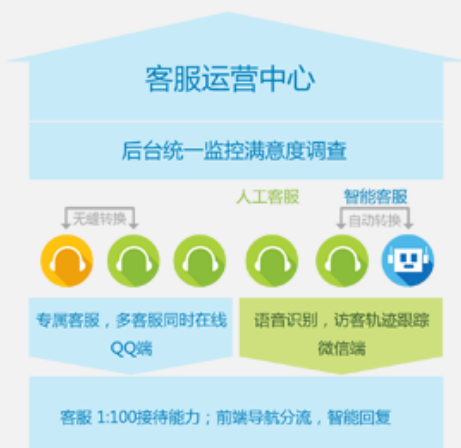 客服运营中心
后台统一监控满意度调查
人工客服 智能客服
无缝转换 自动转换
专属客服，多客服同时在线
QQ端
语音识别，访客轨迹跟踪
微信端
客服 1:100接待能力；前端导航分流，智能回复